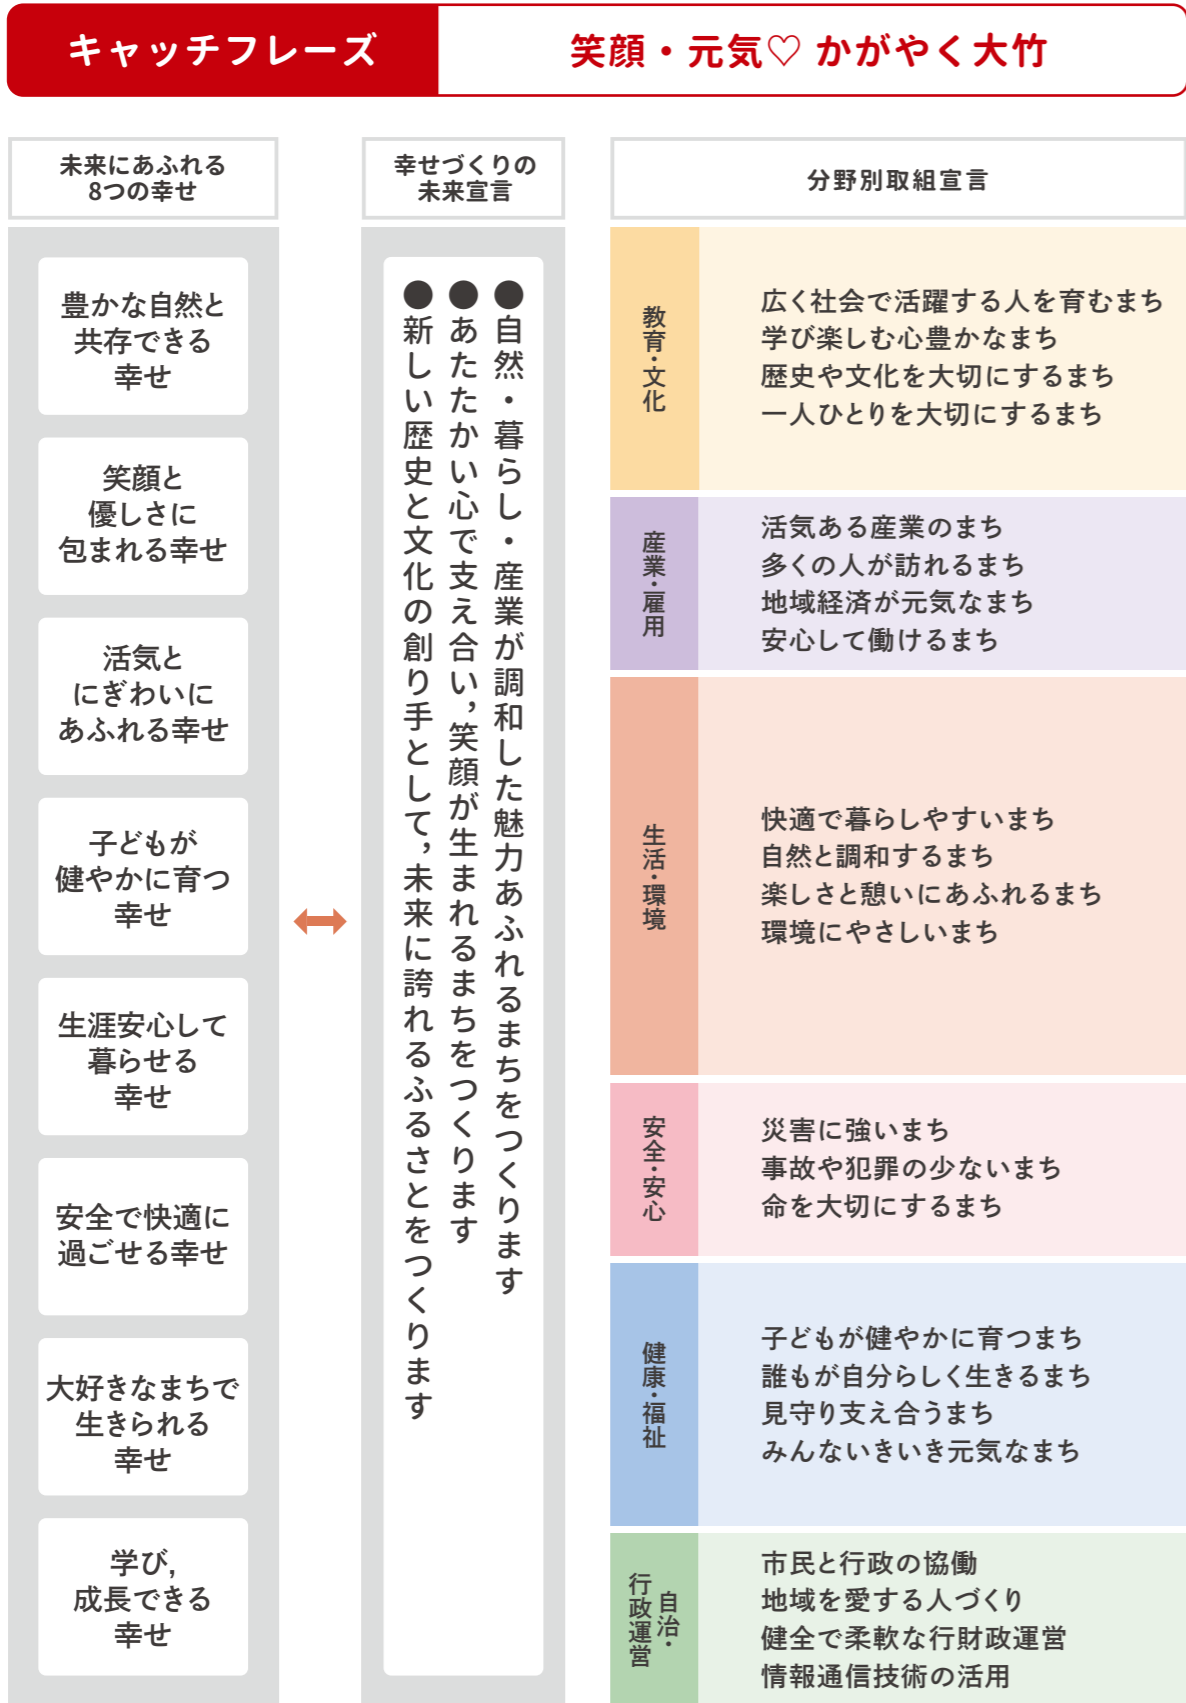 キャッチフレーズ
笑顔・元気♡ かがやく大竹
未来にあふれる
8つの幸せ
豊かな自然と
共存できる
幸せ
笑顔と
優しさに
包まれる幸せ
活気と
にぎわいに
あふれる幸せ
子どもが
健やかに育つ
幸せ
生涯安心して
暮らせる
幸せ
安全で快適に
過ごせる幸せ
大好きなまちで
生きられる
幸せ
学び,
成長できる
幸せ
幸せづくりの
未来宣言
●自然・暮らし・産業が調和した魅力あふれるまちをつくります
●あたたかい心で支え合い,笑顔が生まれるまちをつくります
●新しい歴史と文化の創り手として,未来に誇れるふるさとをつくります
分野別取組宣言
教育・文化
広く社会で活躍する人を育むまち
学び楽しむ心豊かなまち
歴史や文化を大切にするまち
一人ひとりを大切にするまち
産業・雇用
活気ある産業のまち
多くの人が訪れるまち
地域経済が元気なまち
安心して働けるまち
生活・環境
快適で暮らしやすいまち
自然と調和するまち
楽しさと憩いにあふれるまち
環境にやさしいまち
安全・安心
災害に強いまち
事故や犯罪の少ないまち
命を大切にするまち
健康・福祉
子どもが健やかに育つまち
誰もが自分らしく生きるまち
見守り支え合うまち
みんないきいき元気なまち
自治・
行政運営
市民と行政の協働
地域を愛する人づくり
健全で柔軟な行財政運営
情報通信技術の活用